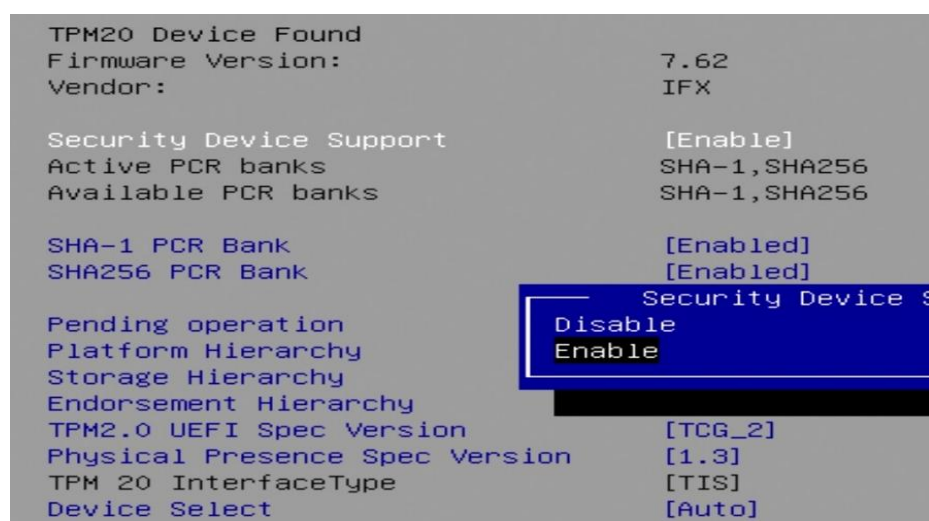 TPM20 Device Found
Firmware Version: 7.62
Vendor: IFX
Security Device Support [Enable]
Active PCR banks SHA-1,SHA256
Available PCR banks SHA-1,SHA256
SHA-1 PCR Bank [Enabled]
SHA256 PCR Bank [Enabled]
Security Device
Pending operation
Disable
Platform Hierarchy
Enable
Storage Hierarchy
Endorsement Hierarchy
TPM2.0 UEFI Spec Version [TCG_2]
Physical Presence Spec Version [1.3]
TPM 20 InterfaceType [TIS]
Device Select [Auto]